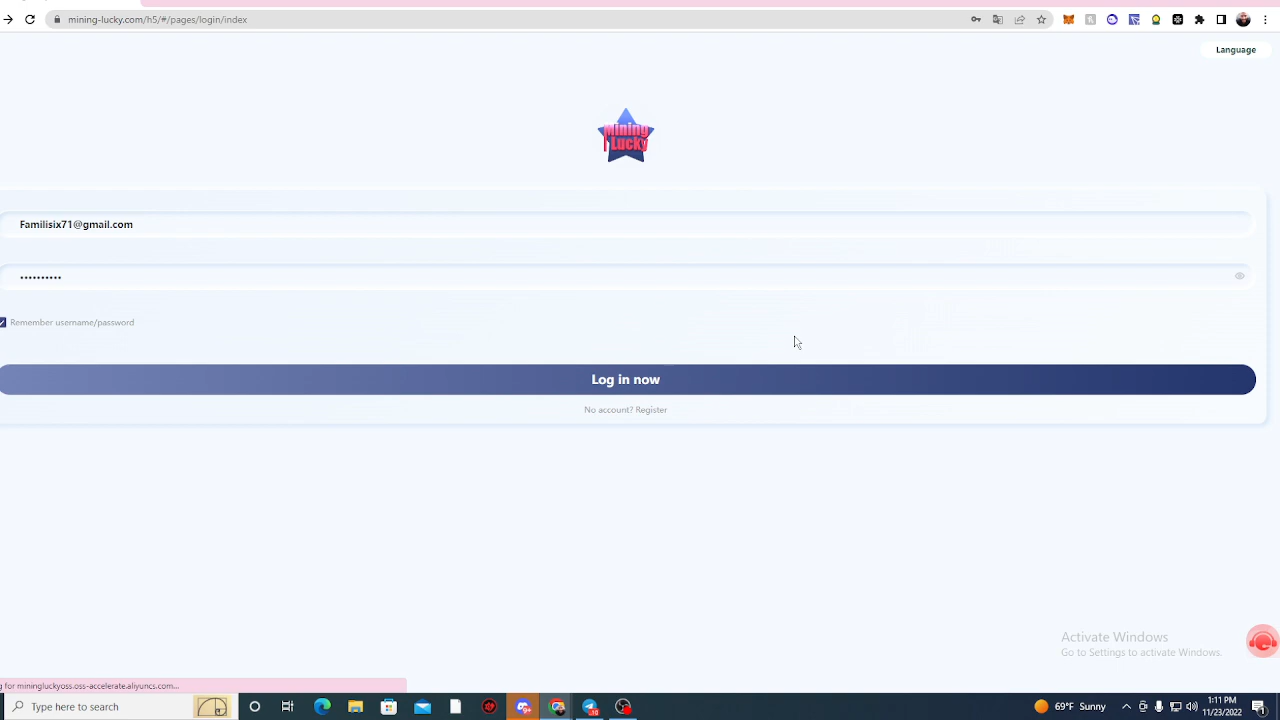 mining-lucky.com/h5/#/pages/login/index
Language
Mining
Lucky
Familisix71@gmail.com
••••••••••
Remember username/password
Log in now
No account? Register
Activate Windows
Go to Settings to activate Windows.
g for miningluckyoss.oss-accelerate.aliyuncs.com...
Type here to search
69°F Sunny
1:11 PM
11/23/2022